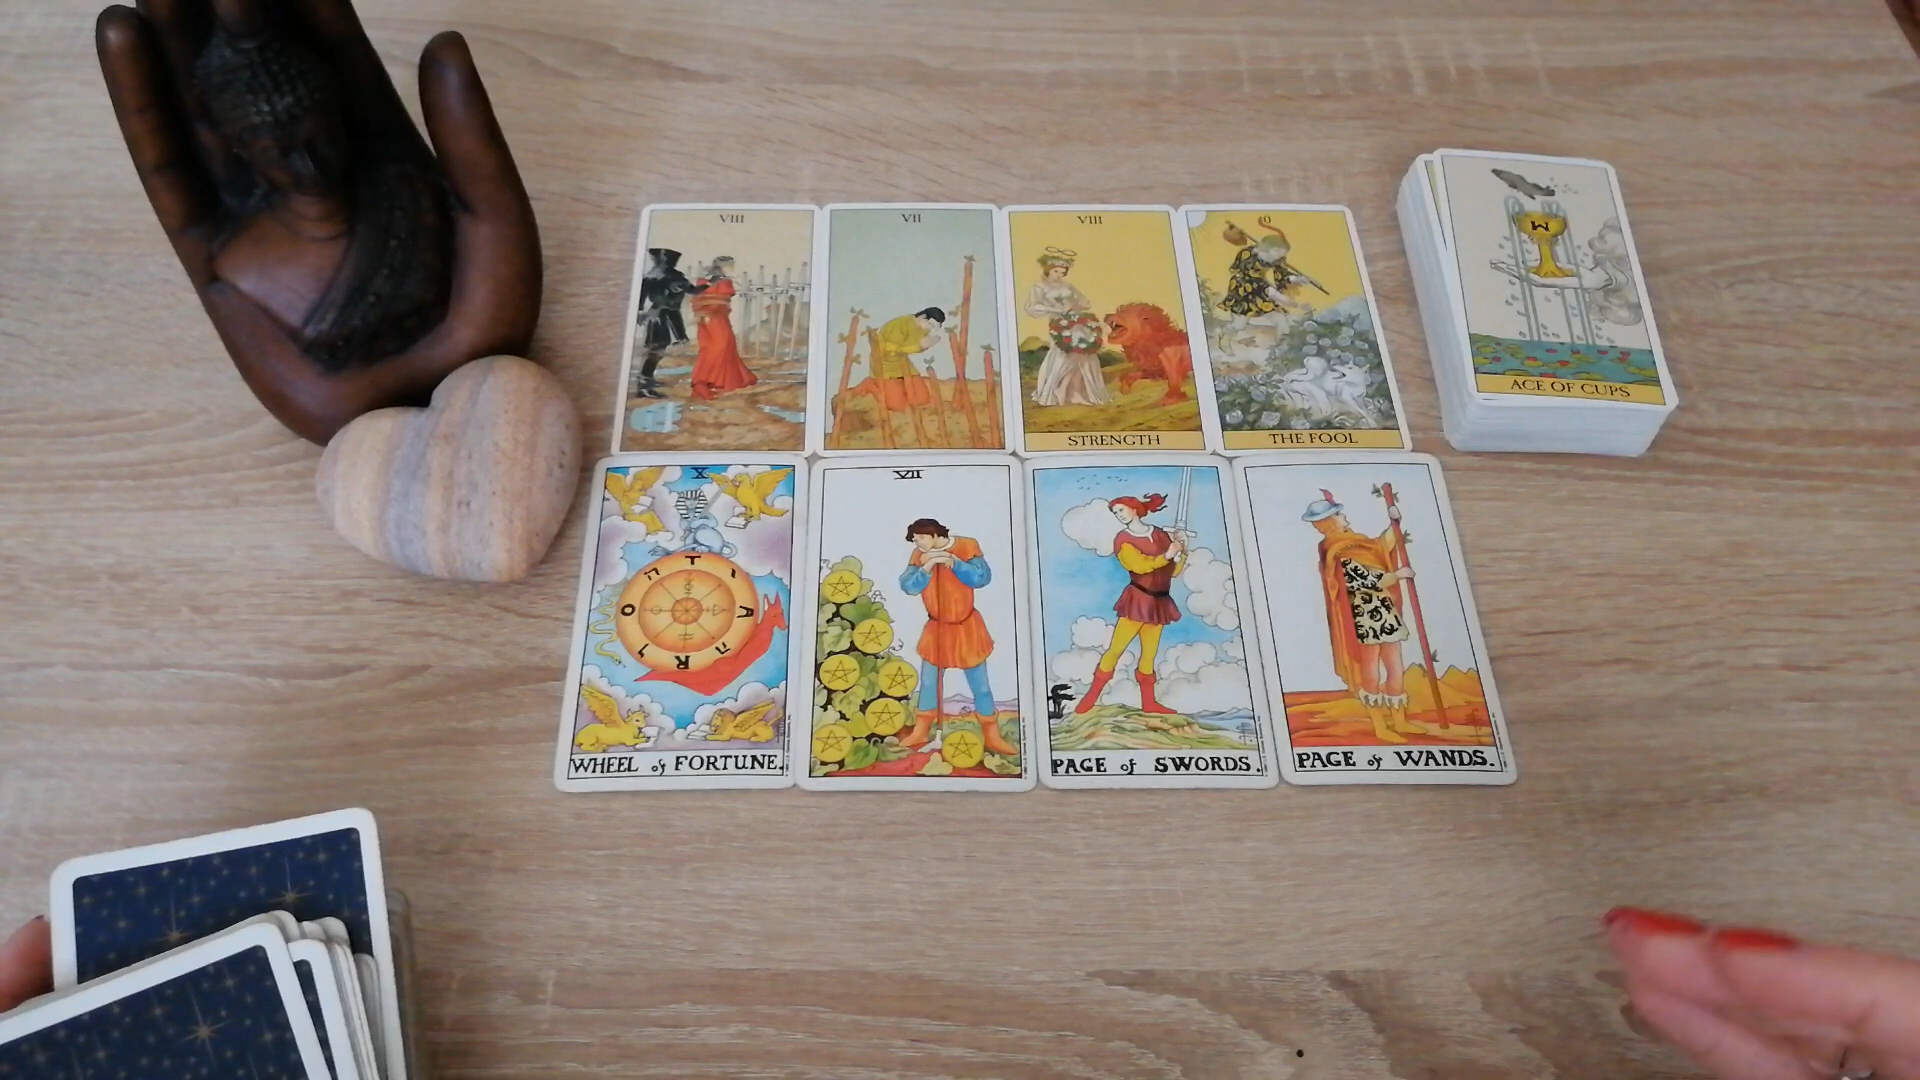 VIII
VII
VIII
STRENGTH
0
THE FOOL
ACE OF CUPS
X
WHEEL of FORTUNE.
VII
PAGE of SWORDS.
PAGE of WANDS.